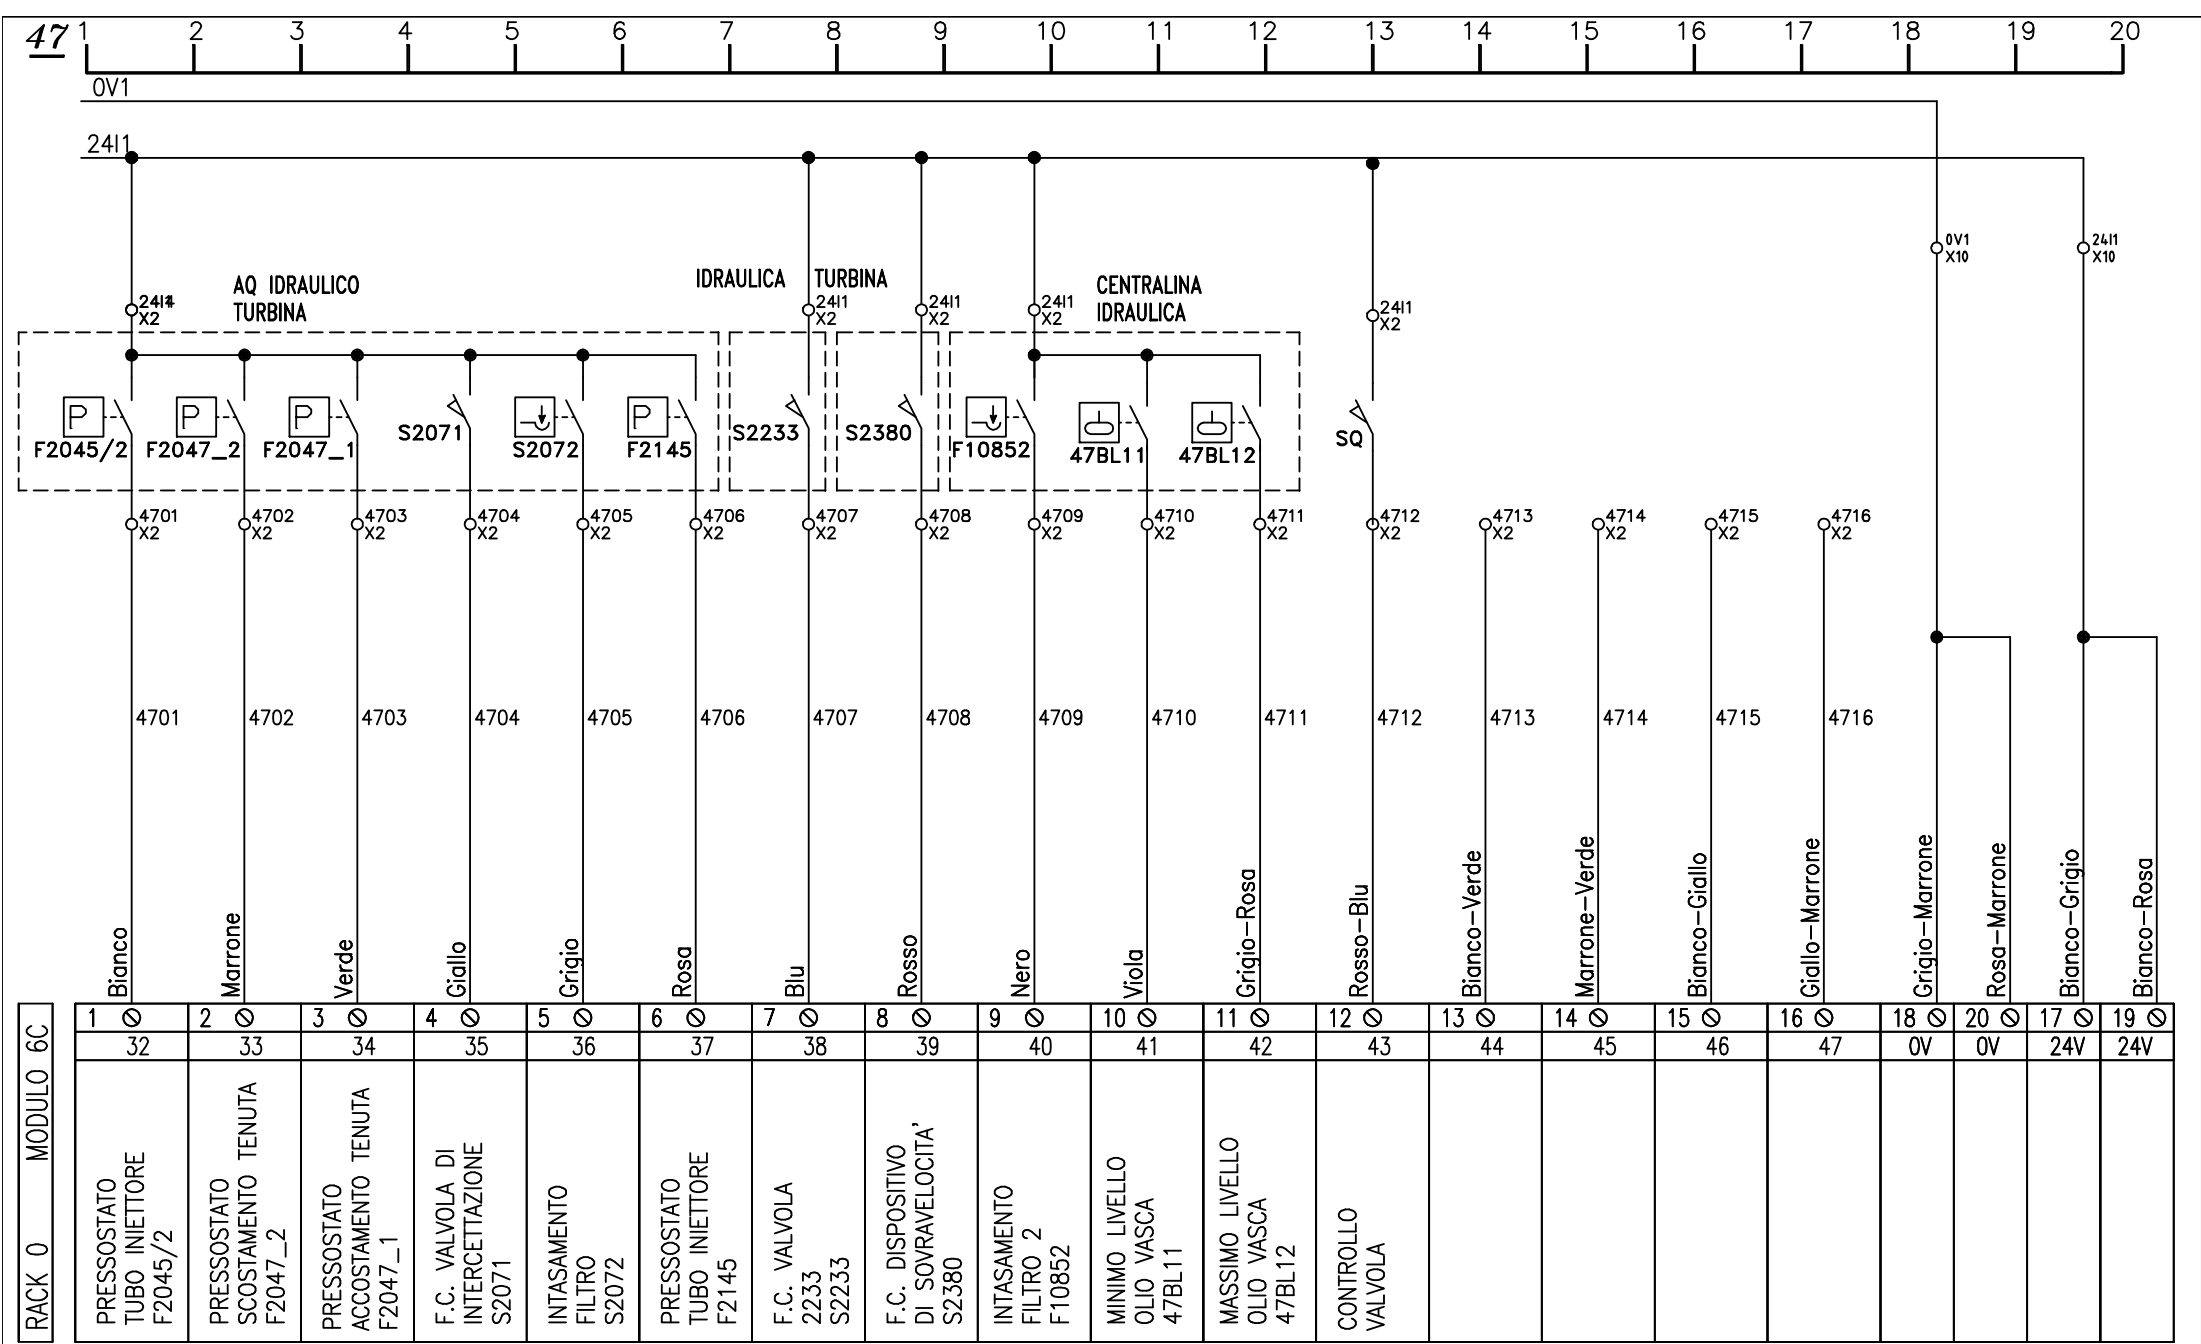 47 1 2 3 4 5 6 7 8 9 10 11 12 13 14 15 16 17 18 19 20
0V1
24I1
0V1
X10
24I1
X10
AQ IDRAULICO
TURBINA
IDRAULICA TURBINA
CENTRALINA
IDRAULICA
X2
24I1
X2
24I1
X2
24I1
X2
24I1
X2
P F2045/2
P F2047_2
P F2047_1
S2071
S2072
P F2145
S2233
S2380
F10852
47BL11
47BL12
SQ
4701
X2
4702
X2
4703
X2
4704
X2
4705
X2
4706
X2
4707
X2
4708
X2
4709
X2
4710
X2
4711
X2
4712
X2
4713
X2
4714
X2
4715
X2
4716
X2
4701 4702 4703 4704 4705 4706 4707 4708 4709 4710 4711 4712 4713 4714 4715 4716
Bianco
Marrone
Verde
Giallo
Grigio
Rosa
Blu
Rosso
Nero
Viola
Grigio-Rosa
Rosso-Blu
Bianco-Verde
Marrone-Verde
Bianco-Giallo
Giallo-Marrone
Grigio-Marrone
Rosa-Marrone
Bianco-Grigio
Bianco-Rosa
RACK 0 MODULO 6C
1 2 3 4 5 6 7 8 9 10 11 12 13 14 15 16 18 20 17 19
32 33 34 35 36 37 38 39 40 41 42 43 44 45 46 47 0V 0V 24V 24V
PRESSOSTATO
TUBO INIETTORE
F2045/2
PRESSOSTATO
SCOSTAMENTO TENUTA
F2047_2
PRESSOSTATO
ACCOSTAMENTO TENUTA
F2047_1
F.C. VALVOLA DI
INTERCETTAZIONE
S2071
INTASAMENTO
FILTRO
S2072
PRESSOSTATO
TUBO INIETTORE
F2145
F.C. VALVOLA
2233
S2233
F.C. DISPOSITIVO
DI SOVRAVELOCITA'
S2380
INTASAMENTO
FILTRO 2
F10852
MINIMO LIVELLO
OLIO VASCA
47BL11
MASSIMO LIVELLO
OLIO VASCA
47BL12
CONTROLLO
VALVOLA